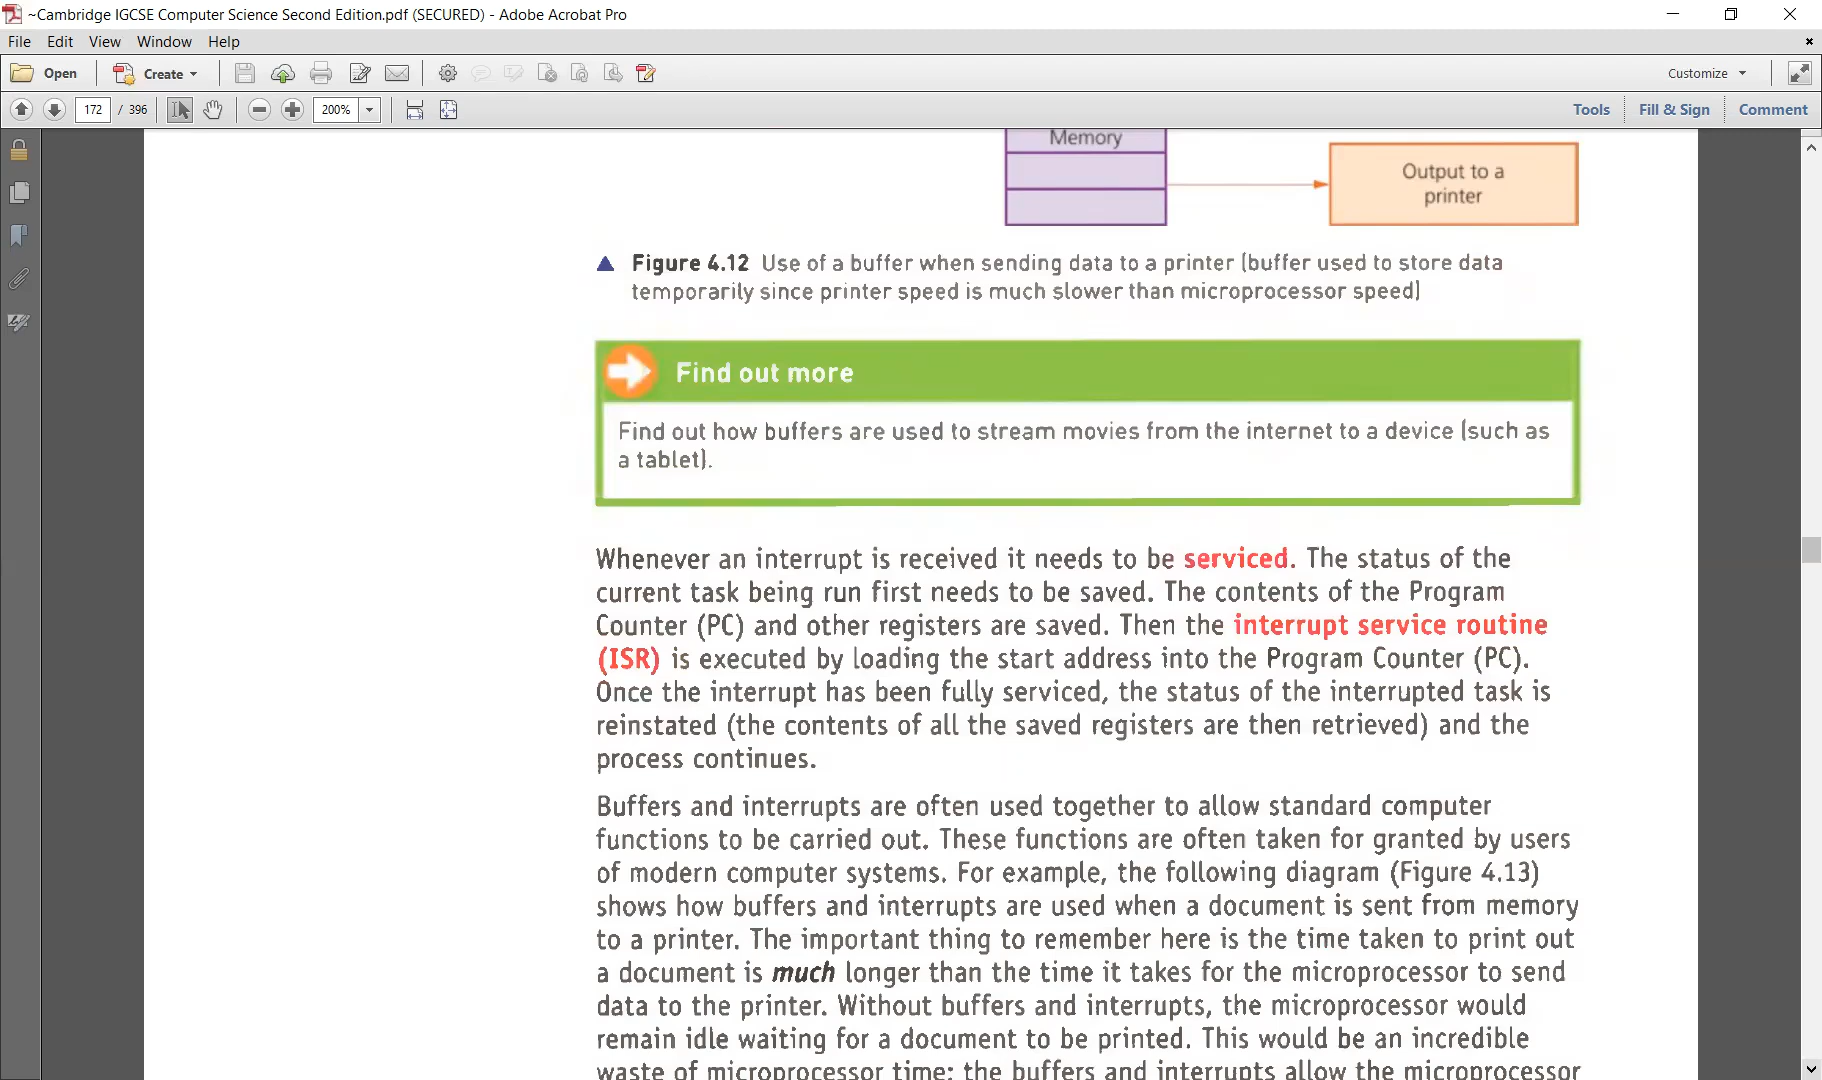 ~Cambridge IGCSE Computer Science Second Edition.pdf (SECURED) - Adobe Acrobat Pro
File Edit View Window Help
Open Create Customize
172 / 396 200% Tools Fill & Sign Comment
Memory
Output to a
printer
Figure 4.12 Use of a buffer when sending data to a printer (buffer used to store data
temporarily since printer speed is much slower than microprocessor speed)
Find out more
Find out how buffers are used to stream movies from the internet to a device (such as
a tablet).
Whenever an interrupt is received it needs to be serviced. The status of the
current task being run first needs to be saved. The contents of the Program
Counter (PC) and other registers are saved. Then the interrupt service routine
(ISR) is executed by loading the start address into the Program Counter (PC).
Once the interrupt has been fully serviced, the status of the interrupted task is
reinstated (the contents of all the saved registers are then retrieved) and the
process continues.
Buffers and interrupts are often used together to allow standard computer
functions to be carried out. These functions are often taken for granted by users
of modern computer systems. For example, the following diagram (Figure 4.13)
shows how buffers and interrupts are used when a document is sent from memory
to a printer. The important thing to remember here is the time taken to print out
a document is much longer than the time it takes for the microprocessor to send
data to the printer. Without buffers and interrupts, the microprocessor would
remain idle waiting for a document to be printed. This would be an incredible
waste of microprocessor time; the buffers and interrupts allow the microprocessor